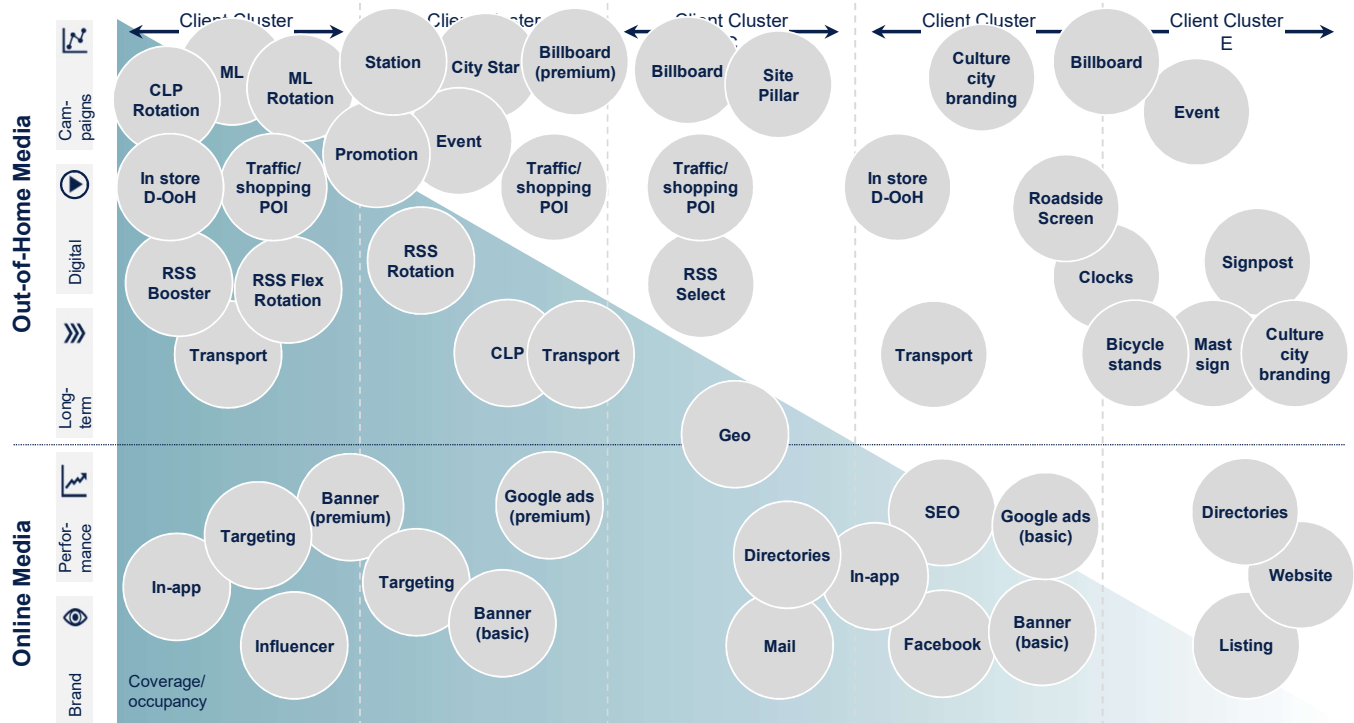 Client Cluster
Client Cluster
Client Cluster
Client Cluster
Client Cluster
E
Out-of-Home Media
Cam-
paigns
Digital
Long-
term
Online Media
Perfor-
mance
Brand
CLP
Rotation
ML
ML
Rotation
Station
City Star
Billboard
(premium)
Billboard
Site
Pillar
Culture
city
branding
Billboard
Event
Promotion
Event
In store
D-OoH
Traffic/
shopping
POI
Traffic/
shopping
POI
Traffic/
shopping
POI
In store
D-OoH
Roadside
Screen
RSS
Booster
RSS Flex
Rotation
RSS
Rotation
RSS
Select
Clocks
Signpost
Transport
CLP
Transport
Transport
Bicycle
stands
Mast
sign
Culture
city
branding
Geo
Banner
(premium)
Google ads
(premium)
SEO
Google ads
(basic)
Directories
Targeting
Directories
In-app
Targeting
In-app
Website
Influencer
Banner
(basic)
Mail
Facebook
Banner
(basic)
Listing
Coverage/
occupancy